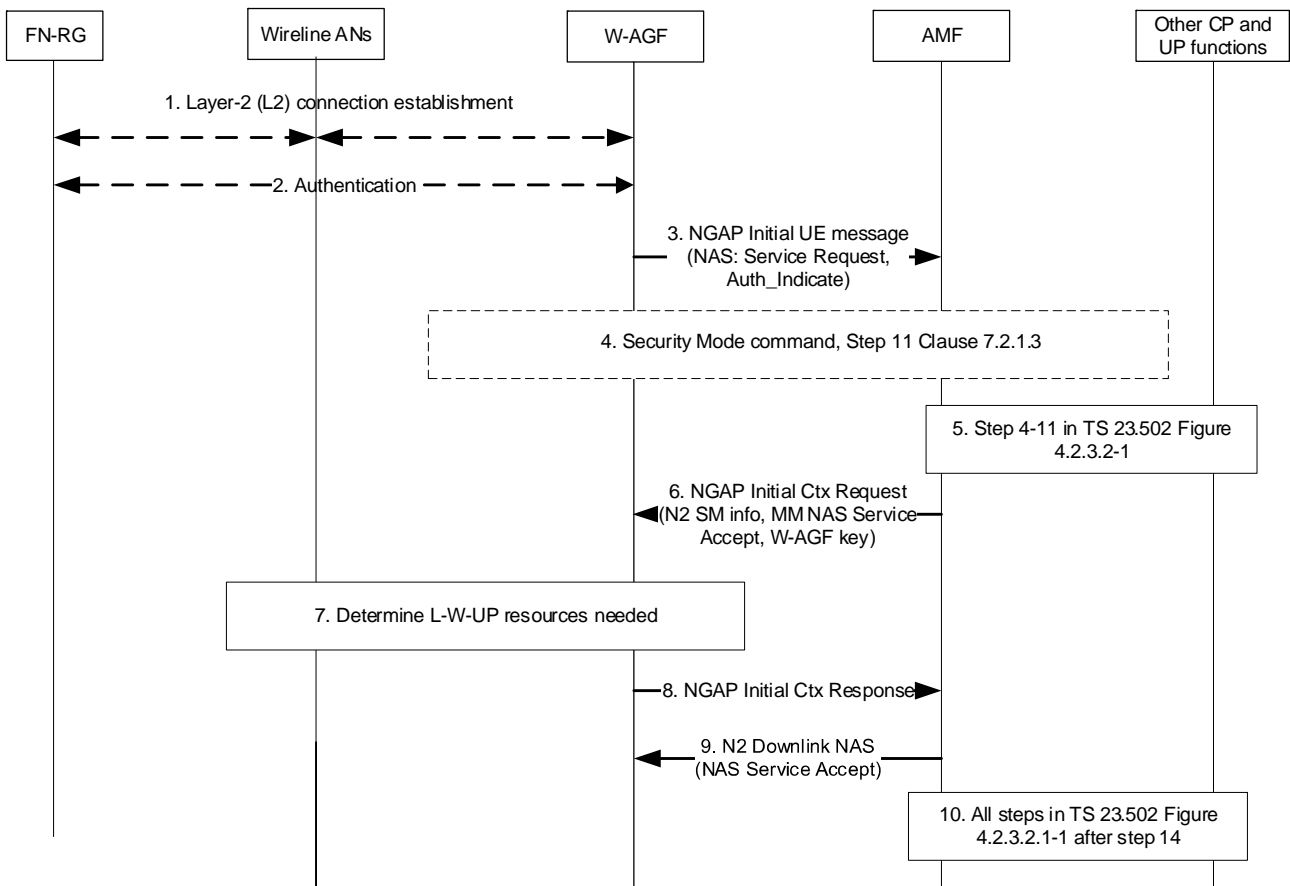 FN-RG
Wireline ANs
W-AGF
AMF
Other CP and
UP functions
1. Layer-2 (L2) connection establishment
2. Authentication
3. NGAP Initial UE message
(NAS: Service Request,
Auth_Indicate)
4. Security Mode command, Step 11 Clause 7.2.1.3
5. Step 4-11 in TS 23.502 Figure
4.2.3.2-1
6. NGAP Initial Ctx Request
(N2 SM info, MM NAS Service
Accept, W-AGF key)
7. Determine L-W-UP resources needed
8. NGAP Initial Ctx Response
9. N2 Downlink NAS
(NAS Service Accept)
10. All steps in TS 23.502 Figure
4.2.3.2.1-1 after step 14